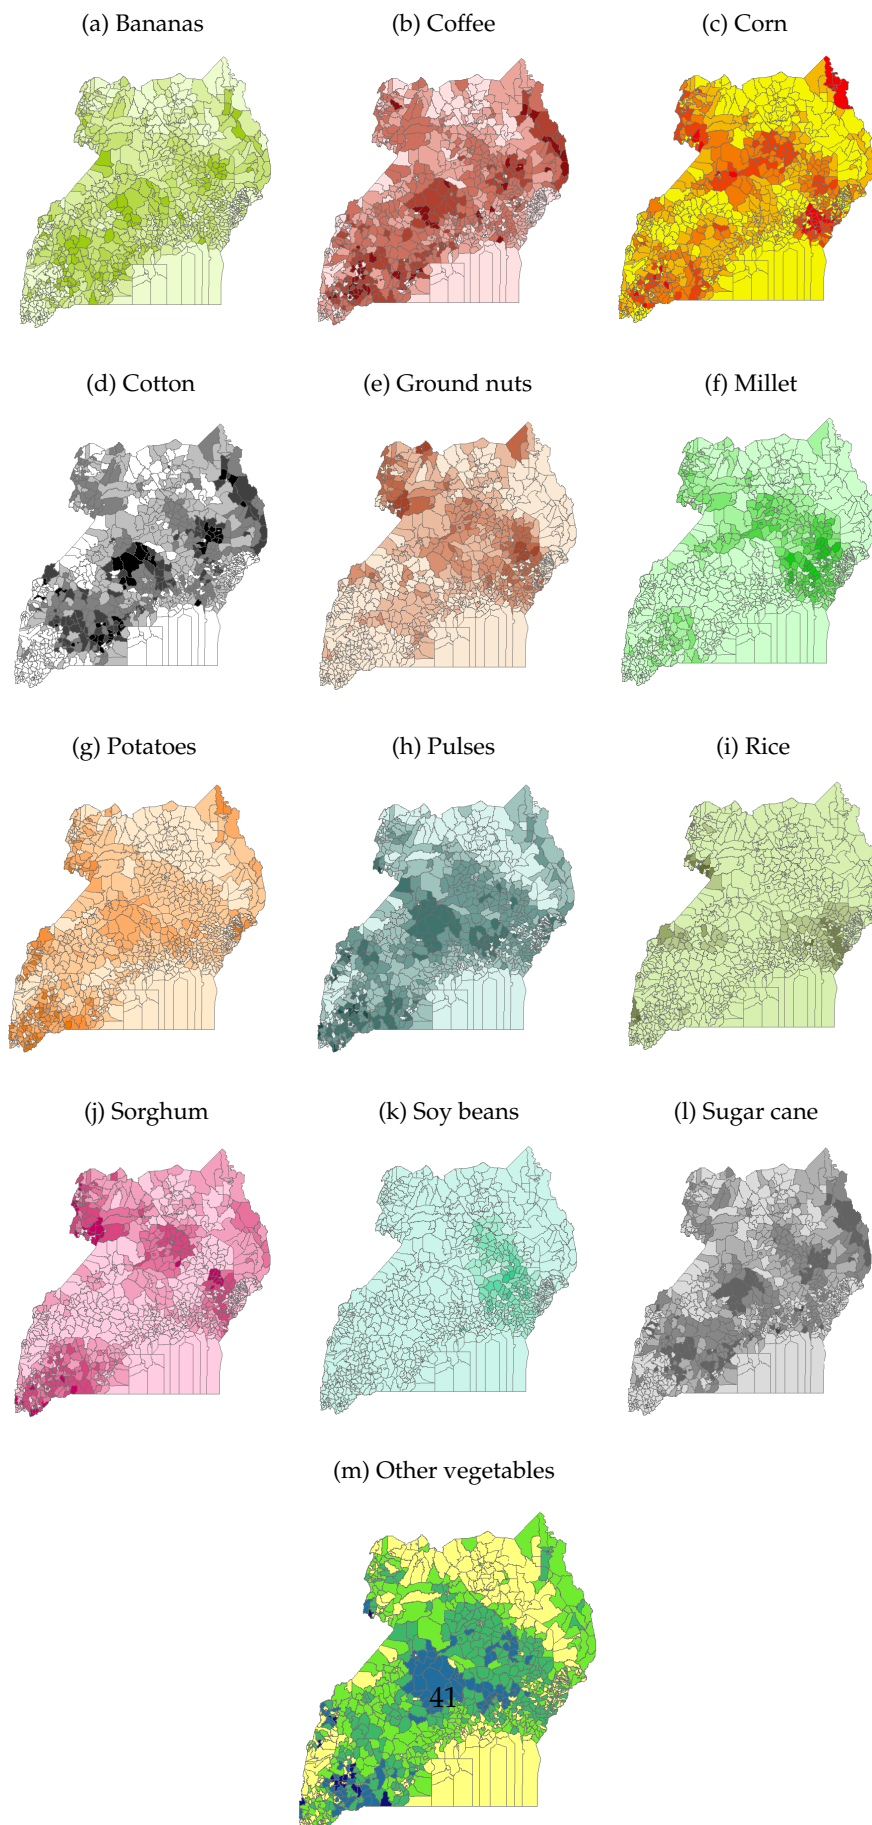 (a) Bananas
(b) Coffee
(c) Corn
(d) Cotton
(e) Ground nuts
(f) Millet
(g) Potatoes
(h) Pulses
(i) Rice
(j) Sorghum
(k) Soy beans
(l) Sugar cane
(m) Other vegetables
41